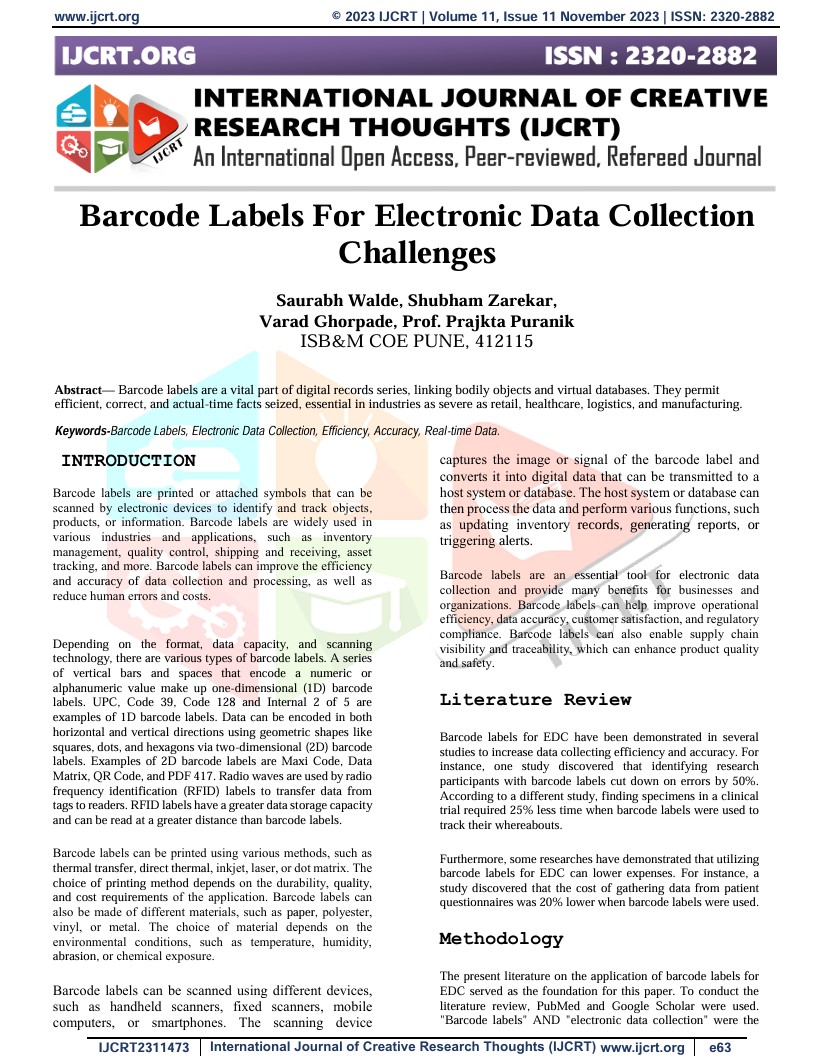 www.ijcrt.org © 2023 IJCRT | Volume 11, Issue 11 November 2023 | ISSN: 2320-2882
IJCRT.ORG ISSN : 2320-2882
INTERNATIONAL JOURNAL OF CREATIVE
RESEARCH THOUGHTS (IJCRT)
An International Open Access, Peer-reviewed, Refereed Journal
IJCRT
Barcode Labels For Electronic Data Collection
Challenges
Saurabh Walde, Shubham Zarekar,
Varad Ghorpade, Prof. Prajkta Puranik
ISB&M COE PUNE, 412115
Abstract— Barcode labels are a vital part of digital records series, linking bodily objects and virtual databases. They permit
efficient, correct, and actual-time facts seized, essential in industries as severe as retail, healthcare, logistics, and manufacturing.
Keywords-Barcode Labels, Electronic Data Collection, Efficiency, Accuracy, Real-time Data.
INTRODUCTION
Barcode labels are printed or attached symbols that can be
scanned by electronic devices to identify and track objects,
products, or information. Barcode labels are widely used in
various industries and applications, such as inventory
management, quality control, shipping and receiving, asset
tracking, and more. Barcode labels can improve the efficiency
and accuracy of data collection and processing, as well as
reduce human errors and costs.
Depending on the format, data capacity, and scanning
technology, there are various types of barcode labels. A series
of vertical bars and spaces that encode a numeric or
alphanumeric value make up one-dimensional (1D) barcode
labels. UPC, Code 39, Code 128 and Internal 2 of 5 are
examples of 1D barcode labels. Data can be encoded in both
horizontal and vertical directions using geometric shapes like
squares, dots, and hexagons via two-dimensional (2D) barcode
labels. Examples of 2D barcode labels are Maxi Code, Data
Matrix, QR Code, and PDF 417. Radio waves are used by radio
frequency identification (RFID) labels to transfer data from
tags to readers. RFID labels have a greater data storage capacity
and can be read at a greater distance than barcode labels.
Barcode labels can be printed using various methods, such as
thermal transfer, direct thermal, inkjet, laser, or dot matrix. The
choice of printing method depends on the durability, quality,
and cost requirements of the application. Barcode labels can
also be made of different materials, such as paper, polyester,
vinyl, or metal. The choice of material depends on the
environmental conditions, such as temperature, humidity,
abrasion, or chemical exposure.
Barcode labels can be scanned using different devices,
such as handheld scanners, fixed scanners, mobile
computers, or smartphones. The scanning device
captures the image or signal of the barcode label and
converts it into digital data that can be transmitted to a
host system or database. The host system or database can
then process the data and perform various functions, such
as updating inventory records, generating reports, or
triggering alerts.
Barcode labels are an essential tool for electronic data
collection and provide many benefits for businesses and
organizations. Barcode labels can help improve operational
efficiency, data accuracy, customer satisfaction, and regulatory
compliance. Barcode labels can also enable supply chain
visibility and traceability, which can enhance product quality
and safety.
IJCRT
Literature Review
Barcode labels for EDC have been demonstrated in several
studies to increase data collecting efficiency and accuracy. For
instance, one study discovered that identifying research
participants with barcode labels cut down on errors by 50%.
According to a different study, finding specimens in a clinical
trial required 25% less time when barcode labels were used to
track their whereabouts.
Furthermore, some researches have demonstrated that utilizing
barcode labels for EDC can lower expenses. For instance, a
study discovered that the cost of gathering data from patient
questionnaires was 20% lower when barcode labels were used.
Methodology
The present literature on the application of barcode labels for
EDC served as the foundation for this paper. To conduct the
literature review, PubMed and Google Scholar were used.
"Barcode labels" AND "electronic data collection" were the
IJCRT2311473 International Journal of Creative Research Thoughts (IJCRT) www.ijcrt.org e63